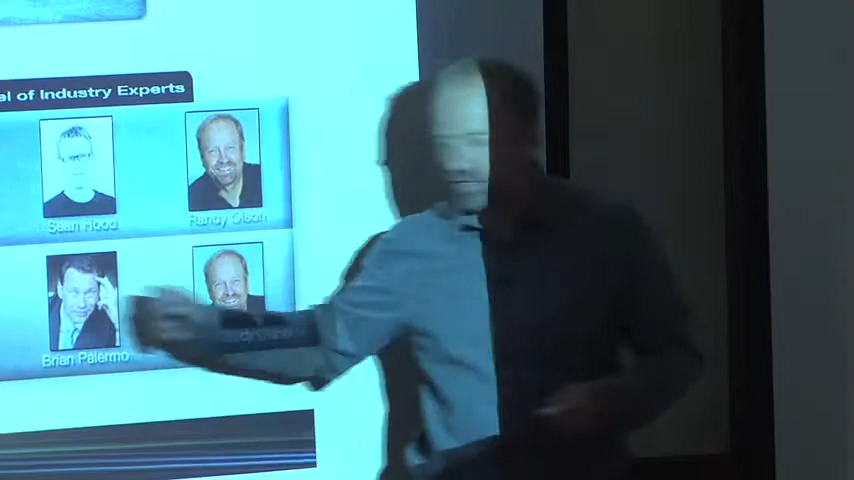 el of Industry Experts
Sean Hood
Randy Olson
Brian Palermo